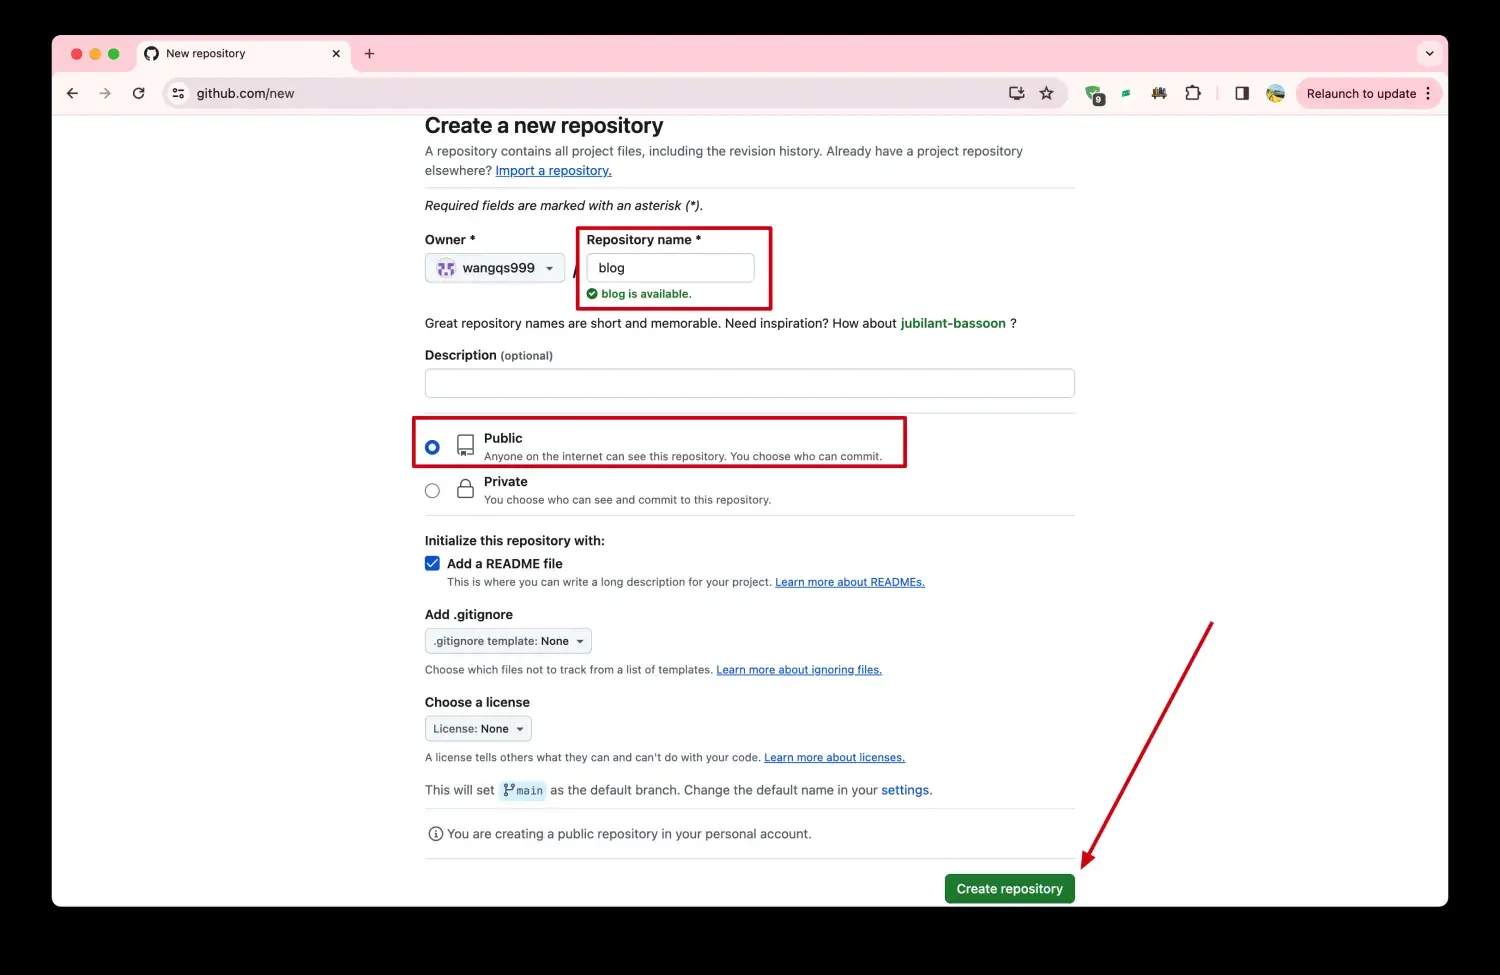 New repository
github.com/new
9
Relaunch to update
Create a new repository
A repository contains all project files, including the revision history. Already have a project repository
elsewhere? Import a repository.
Required fields are marked with an asterisk (*).
Owner *
Repository name *
wangqs999
/
blog
blog is available.
Great repository names are short and memorable. Need inspiration? How about jubilant-bassoon ?
Description (optional)
Public
Anyone on the internet can see this repository. You choose who can commit.
Private
You choose who can see and commit to this repository.
Initialize this repository with:
Add a README file
This is where you can write a long description for your project. Learn more about READMEs.
Add .gitignore
.gitignore template: None
Choose which files not to track from a list of templates. Learn more about ignoring files.
Choose a license
License: None
A license tells others what they can and can't do with your code. Learn more about licenses.
This will set main as the default branch. Change the default name in your settings.
You are creating a public repository in your personal account.
Create repository